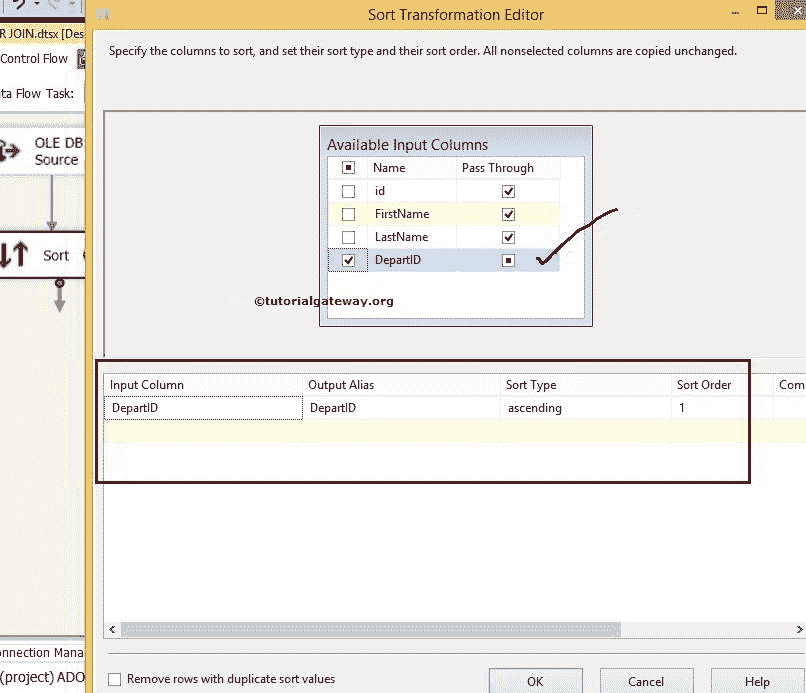 Sort Transformation Editor
R JOIN.dtsx [Des
Specify the columns to sort, and set their sort type and their sort order. All nonselected columns are copied unchanged.
Control Flow
ta Flow Task:
OLE DB
Source
Sort
Available Input Columns
Name Pass Through
id
FirstName
LastName
DepartID
©tutorialgateway.org
Input Column Output Alias Sort Type Sort Order Com
DepartID DepartID ascending 1
onnection Mana
(project) ADO
Remove rows with duplicate sort values
OK Cancel Help